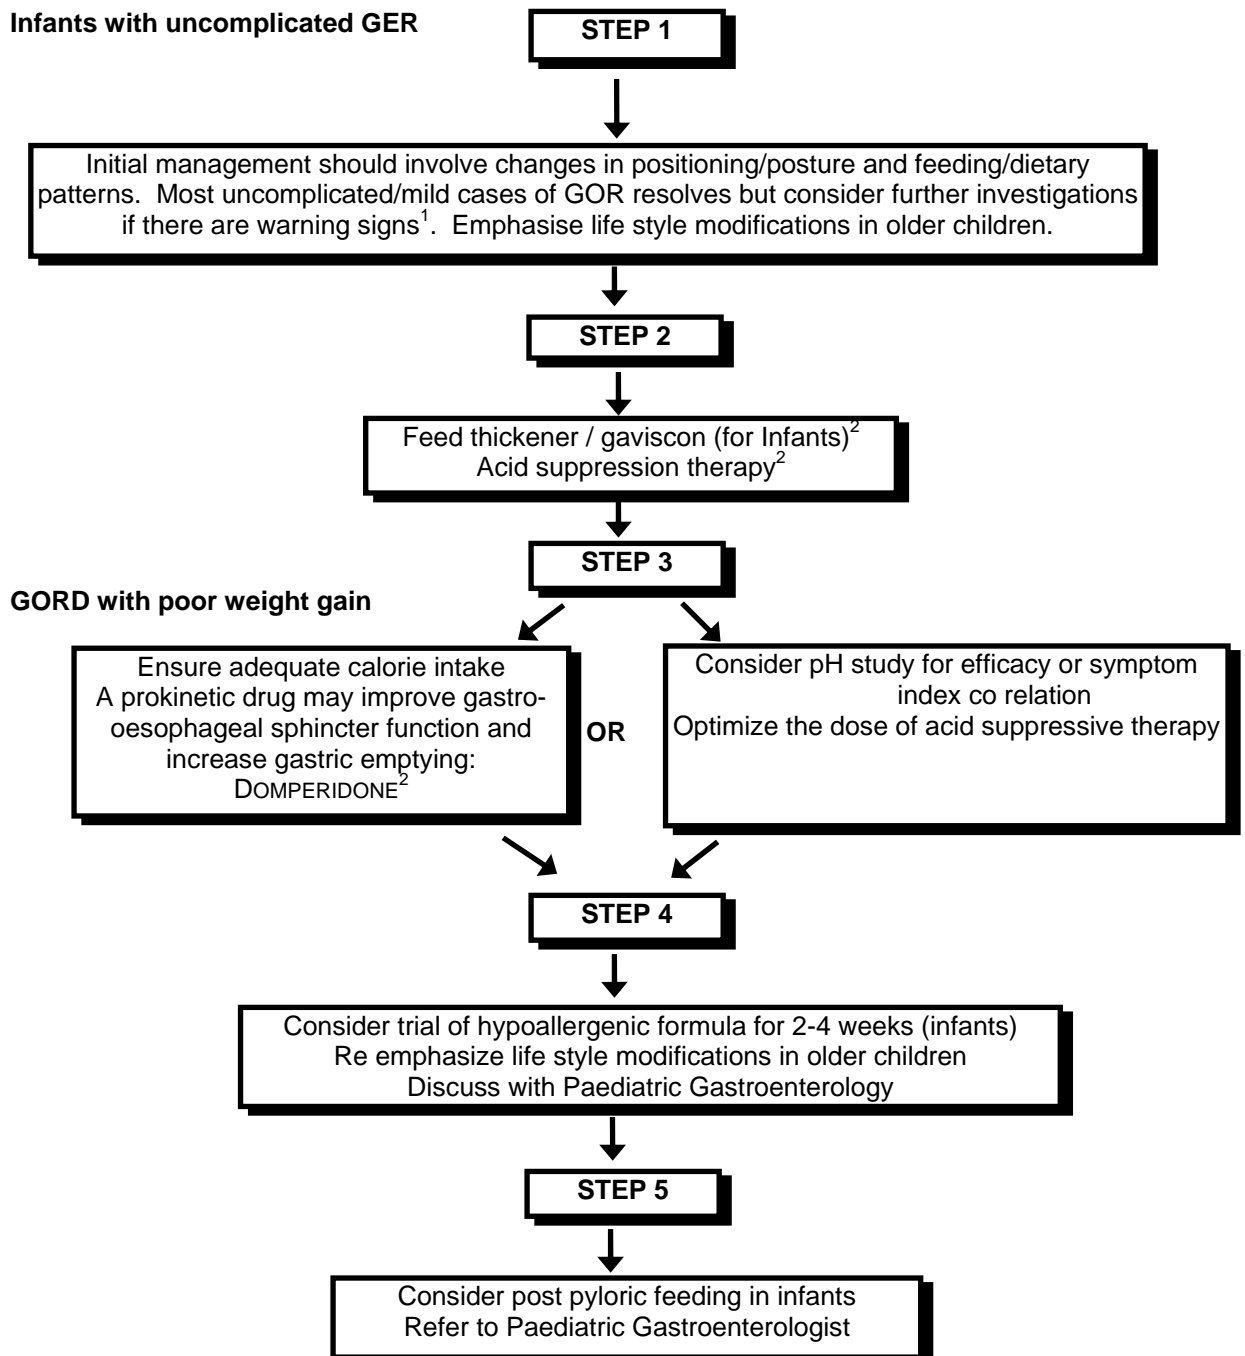 Infants with uncomplicated GER
STEP 1
Initial management should involve changes in positioning/posture and feeding/dietary
patterns.  Most uncomplicated/mild cases of GOR resolves but consider further investigations
if there are warning signs¹.  Emphasise life style modifications in older children.
STEP 2
Feed thickener / gaviscon (for Infants)²
Acid suppression therapy²
STEP 3
GORD with poor weight gain
Ensure adequate calorie intake
A prokinetic drug may improve gastro-
oesophageal sphincter function and
increase gastric emptying:
DOMPERIDONE²
OR
Consider pH study for efficacy or symptom
index co relation
Optimize the dose of acid suppressive therapy
STEP 4
Consider trial of hypoallergenic formula for 2-4 weeks (infants)
Re emphasize life style modifications in older children
Discuss with Paediatric Gastroenterology
STEP 5
Consider post pyloric feeding in infants
Refer to Paediatric Gastroenterologist